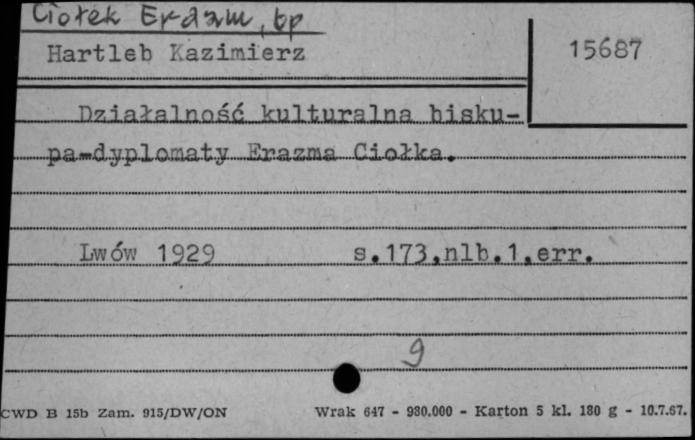 Ciołek Erazm, bp
Hartleb Kazimierz
15687
Działalność kulturalna bisku-
pa-dyplomaty Erazma Ciołka.
Lwów 1929 s.173,nlb.1,err.
9
CWD B 15b Zam. 915/DW/ON Wrak 647 - 980.000 - Karton 5 kl. 180 g - 10.7.67.